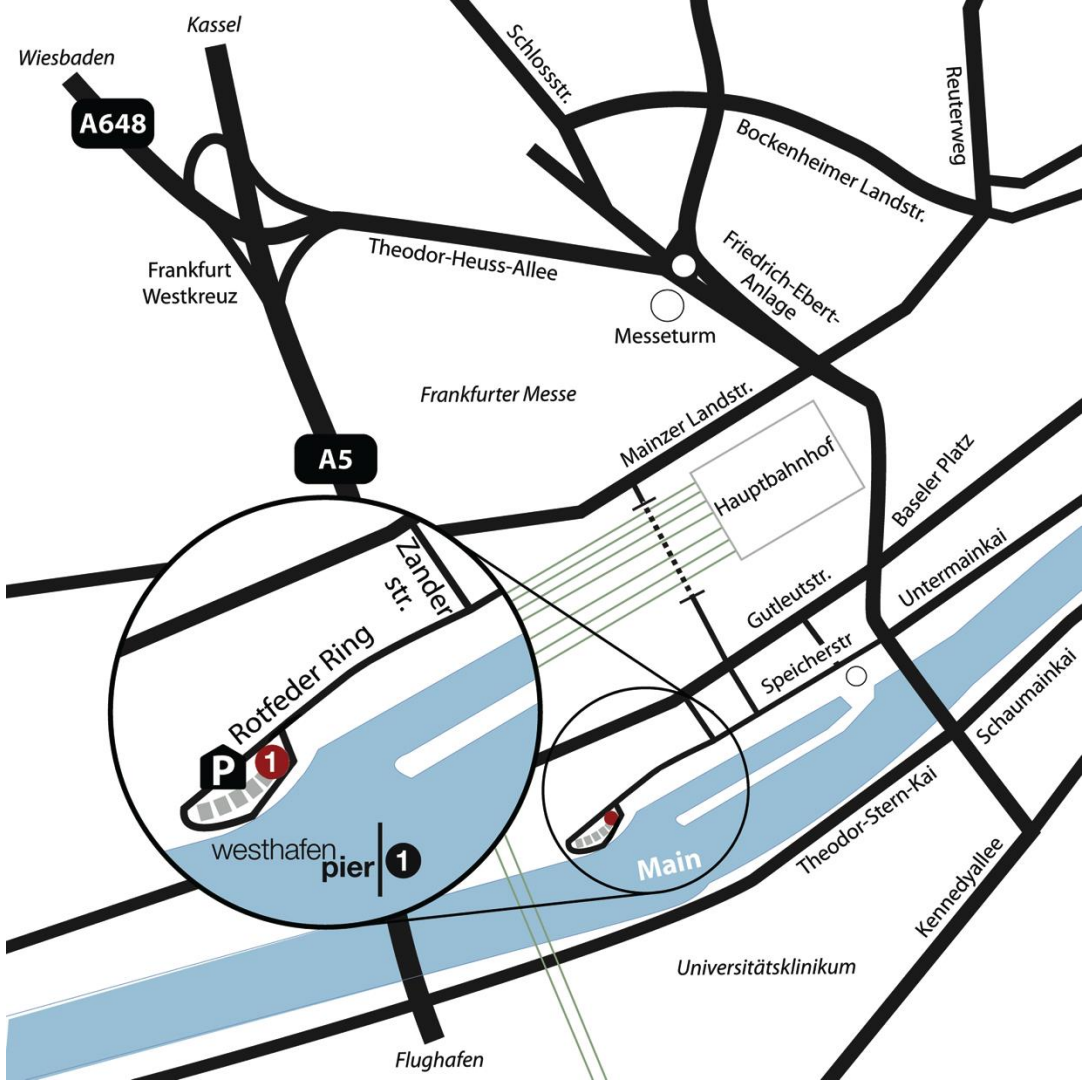 Kassel
Wiesbaden
A648
Schlossstr.
Reuterweg
Bockenheimer Landstr.
Theodor-Heuss-Allee
Friedrich-Ebert-
Anlage
Frankfurt
Westkreuz
Messeturm
Frankfurter Messe
Mainzer Landstr.
A5
Hauptbahnhof
Baseler Platz
Zander
str.
Gutleutstr.
Untermainkai
Speicherstr
Rotfeder Ring
Schaumainkai
P
1
westhafen
pier 1
Main
Theodor-Stern-Kai
Kennedyallee
Universitätsklinikum
Flughafen